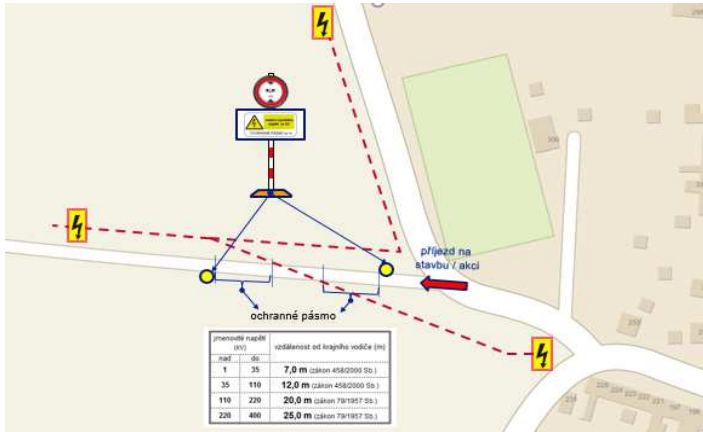 příjezd na
stavbu / akci
ochranné pásmo
jmenovité napětí
(kV)
vzdálenost od krajního vodiče (m)
nad do
1 35 7,0 m (zákon 458/2000 Sb.)
35 110 12,0 m (zákon 458/2000 Sb.)
110 220 20,0 m (zákon 79/1957 Sb.)
220 400 25,0 m (zákon 79/1957 Sb.)